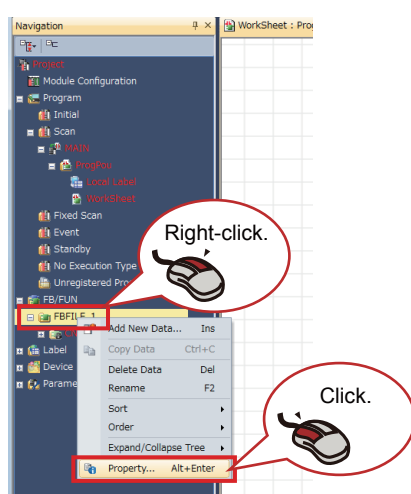 Navigation
WorkSheet : Pro
Project
Module Configuration
Program
Initial
Scan
MAIN
ProgPou
Local Label
WorkSheet
Fixed Scan
Event
Standby
No Execution Type
Unregistered Pro
FB/FUN
FBFILE_1
Label
Device
Parame
Right-click.
Add New Data... Ins
Copy Data Ctrl+C
Delete Data Del
Rename F2
Sort
Order
Expand/Collapse Tree
Property... Alt+Enter
Click.